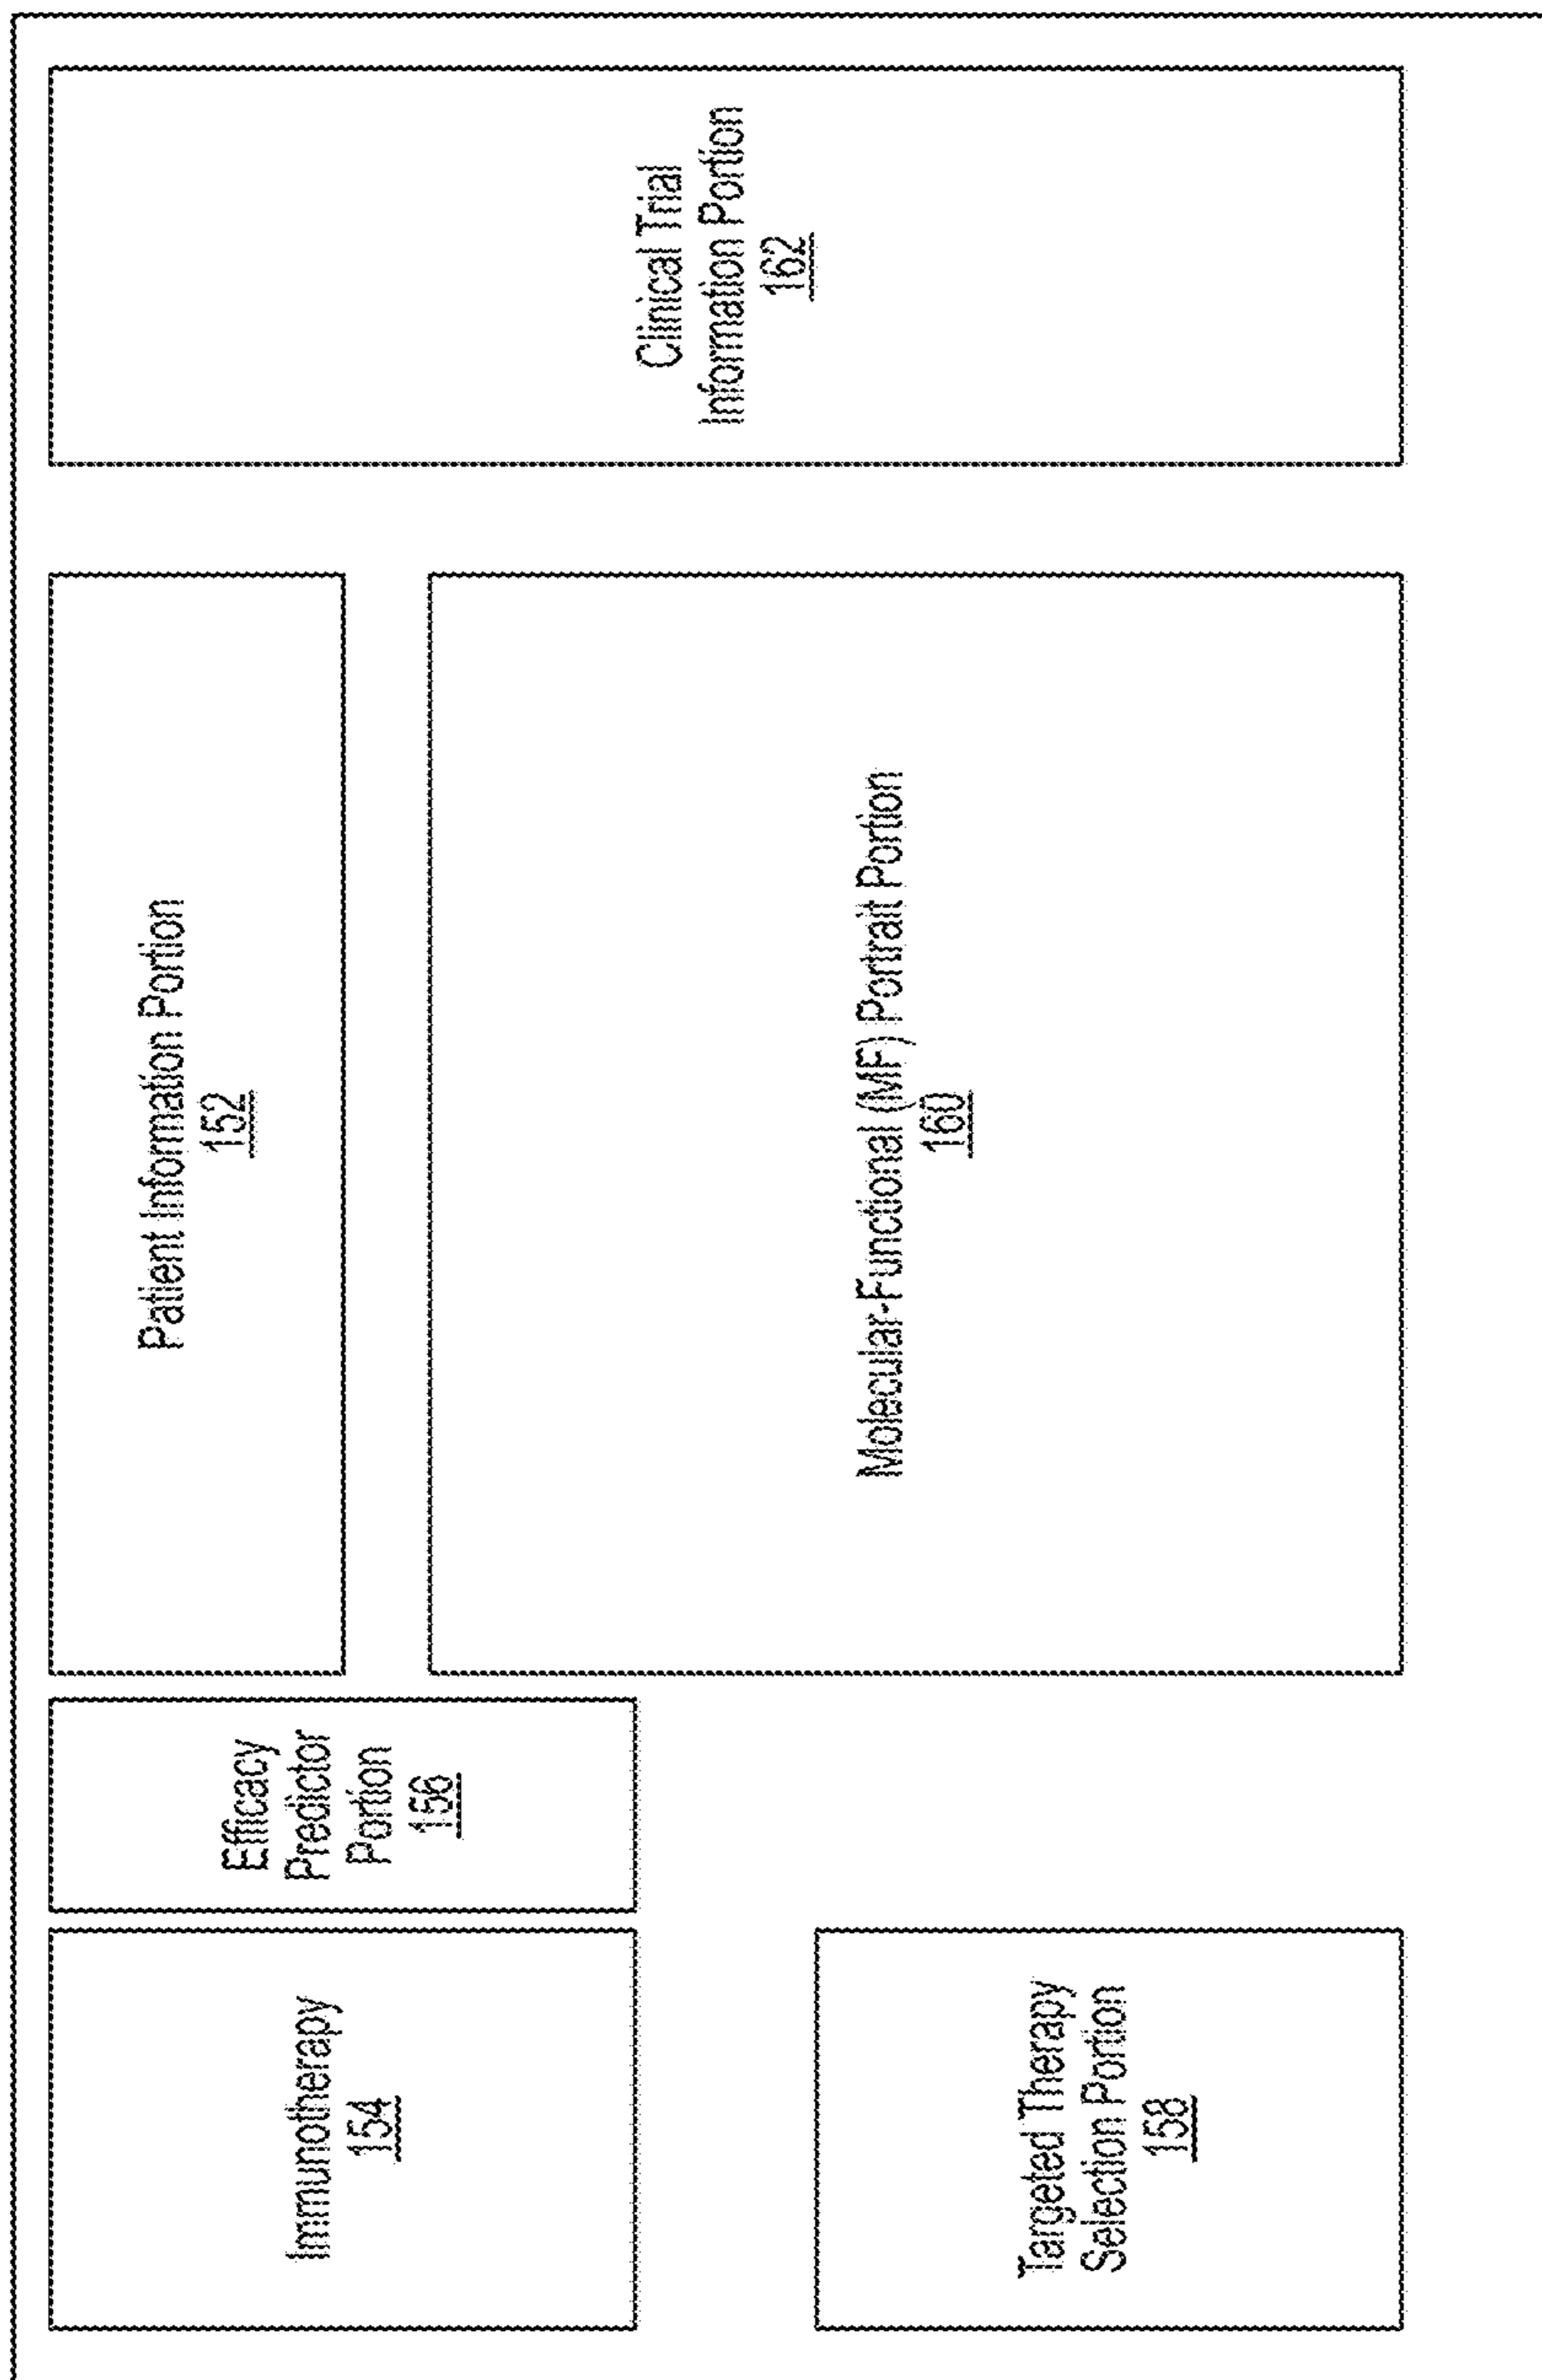 Immunotherapy
154
Efficacy
Predictor
Portion
156
Patient Information Portion
152
Clinical Trial
Information Portion
162
Targeted Therapy
Selection Portion
158
Molecular-Functional (MF) Portrait Portion
160